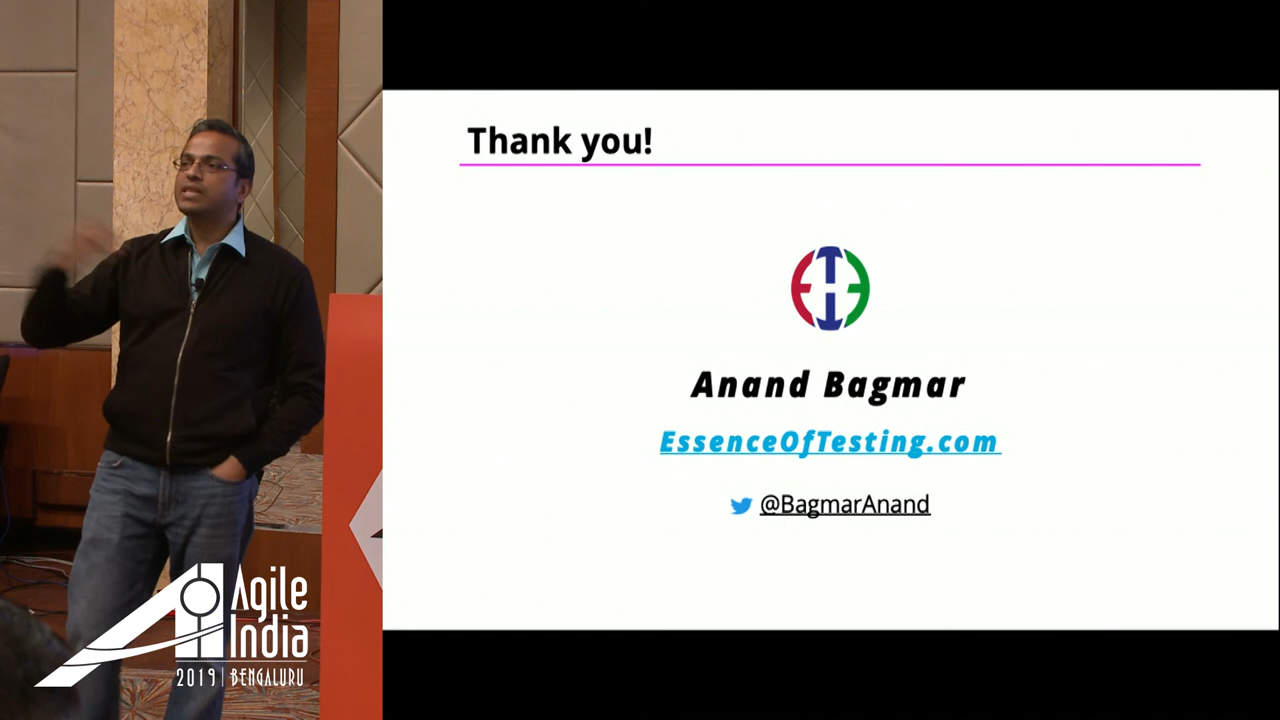 Thank you!
Anand Bagmar
EssenceOfTesting.com
@BagmarAnand
Agile
India
2019 | BENGALURU